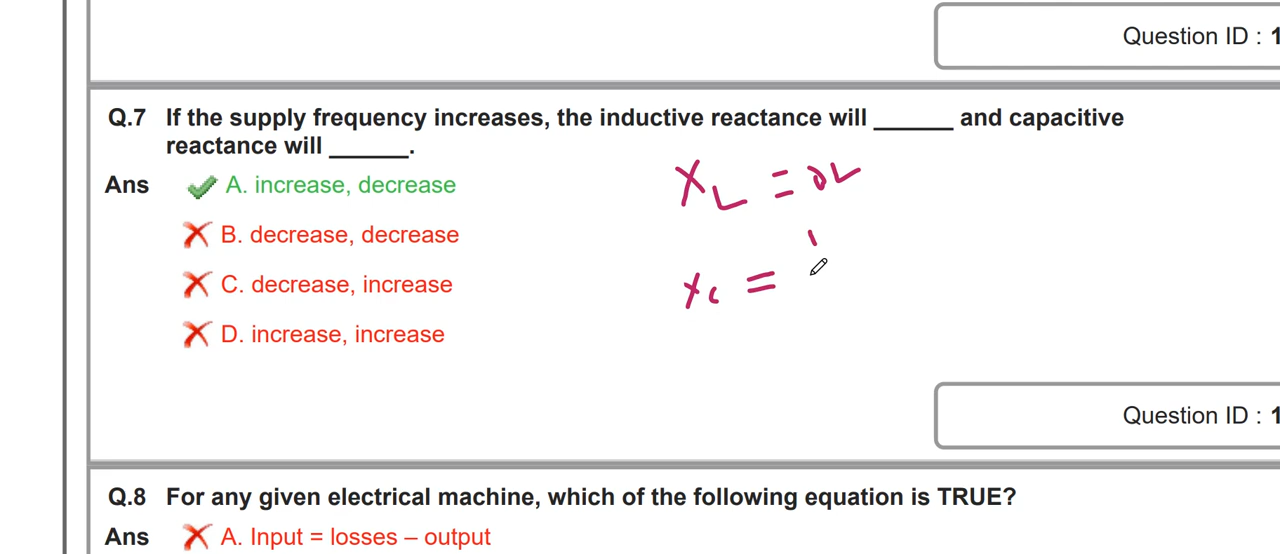 Question ID : 1
Q.7 If the supply frequency increases, the inductive reactance will ______ and capacitive
reactance will ______.
Ans A. increase, decrease
B. decrease, decrease
C. decrease, increase
D. increase, increase
X_L =
X_C =
Question ID : 1
Q.8 For any given electrical machine, which of the following equation is TRUE?
Ans A. Input = losses – output